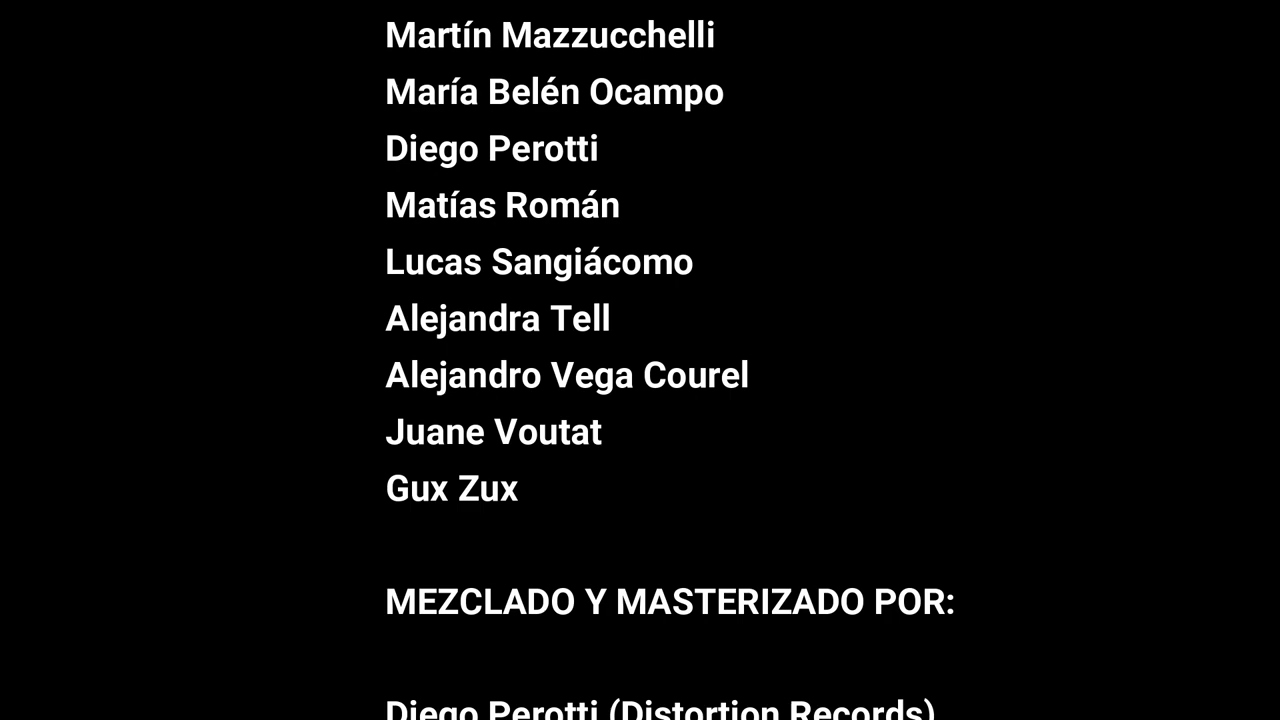 Martín Mazzucchelli
María Belén Ocampo
Diego Perotti
Matías Román
Lucas Sangiácomo
Alejandra Tell
Alejandro Vega Courel
Juane Voutat
Gux Zux
MEZCLADO Y MASTERIZADO POR:
Diego Perotti (Distortion Records)